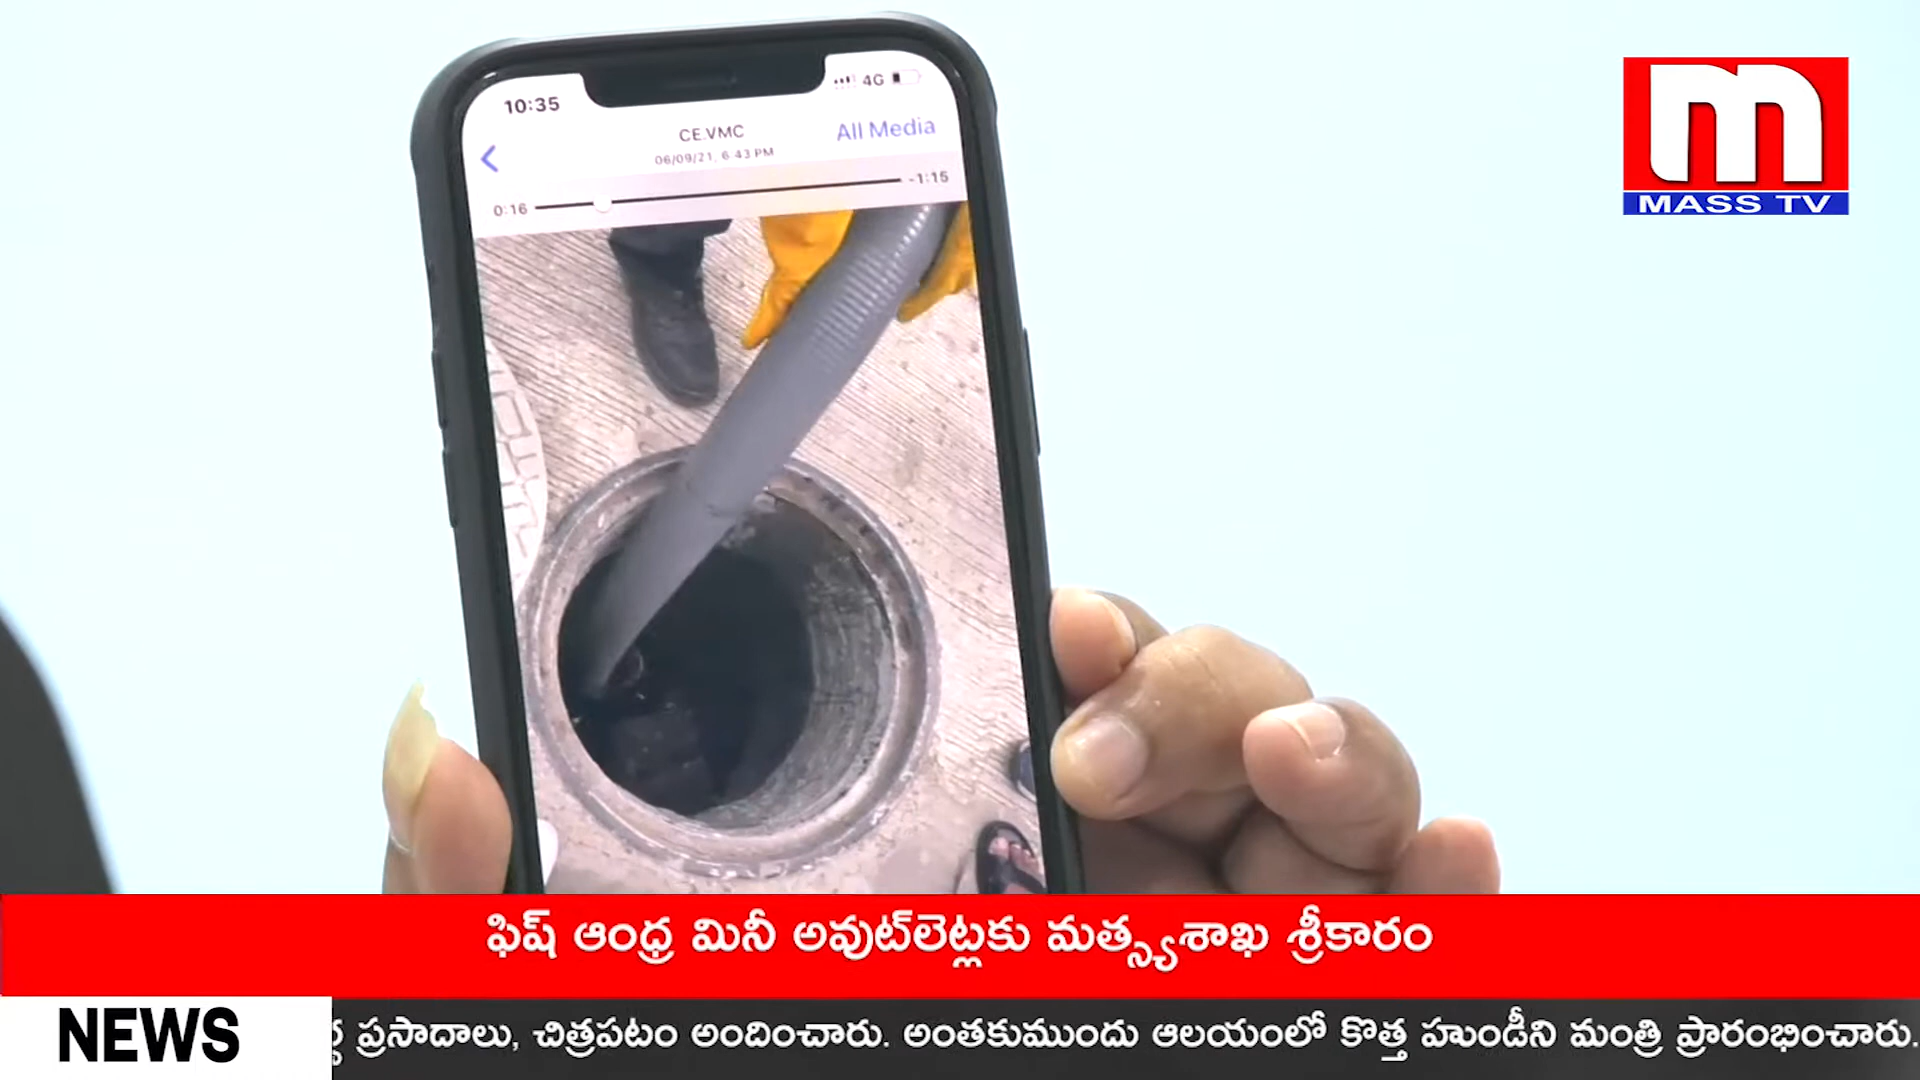 10:35
4G
CE.VMC
All Media
06/09/21, 6:43 PM
0:16
-1:15
m
MASS TV
ఫిష్ ఆంధ్ర మినీ అవుట్‌లెట్లకు మత్స్యశాఖ శ్రీకారం
NEWS
ప్రసాదాలు, చిత్రపటం అందించారు. అంతకుముందు ఆలయంలో కొత్త హుండీని మంత్రి ప్రారంభించారు.